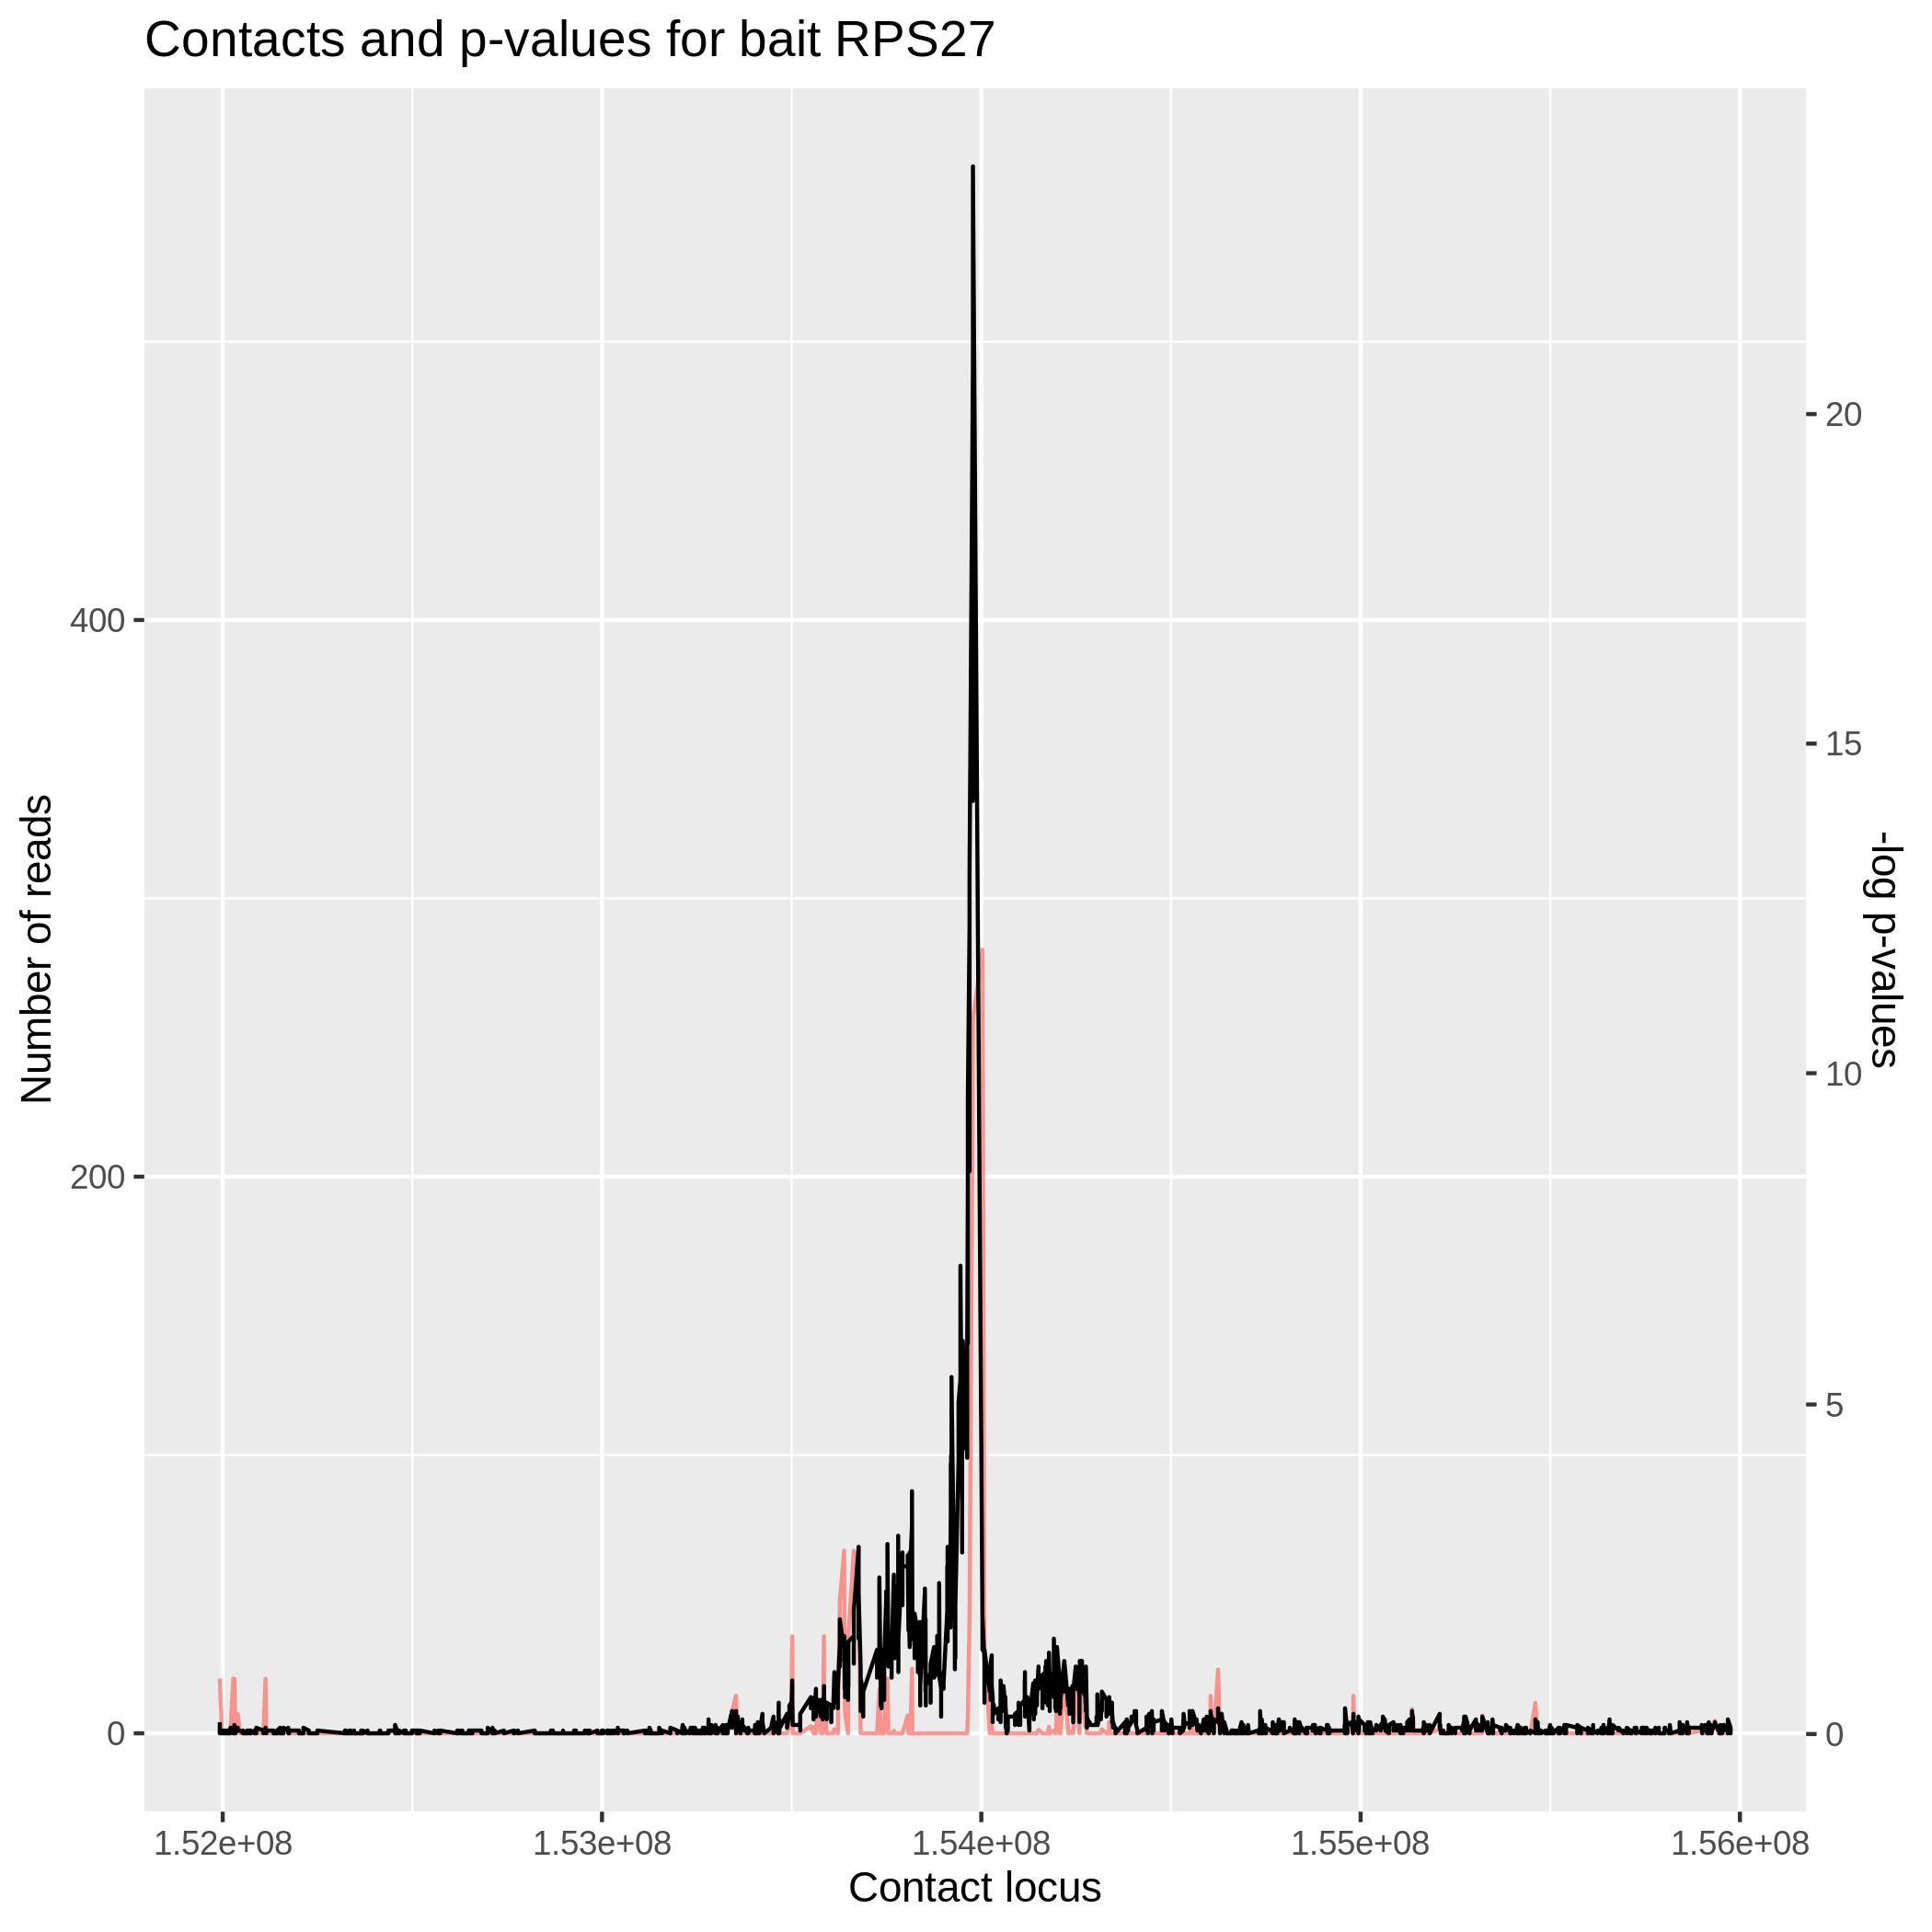 Contacts and p-values for bait RPS27
Number of reads
400
200
0
20
15
10
5
0
-log p-values
1.52e+08 1.53e+08 1.54e+08 1.55e+08 1.56e+08
Contact locus